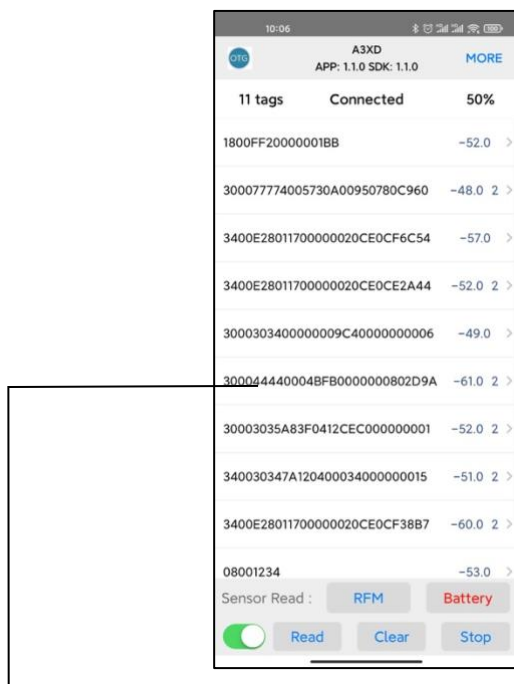 10:06
OTG
A3XD
APP: 1.1.0 SDK: 1.1.0
MORE
11 tags Connected 50%
1800FF20000001BB -52.0 >
300077774005730A00950780C960 -48.0 2 >
3400E28011700000020CE0CF6C54 -57.0 >
3400E28011700000020CE0CE2A44 -52.0 2 >
3000303400000009C40000000006 -49.0 >
300044440004BFB0000000802D9A -61.0 2 >
30003035A83F0412CEC000000001 -52.0 2 >
340030347A120400034000000015 -51.0 2 >
3400E28011700000020CE0CF38B7 -60.0 2 >
08001234 -53.0 >
Sensor Read : RFM Battery
Read Clear Stop